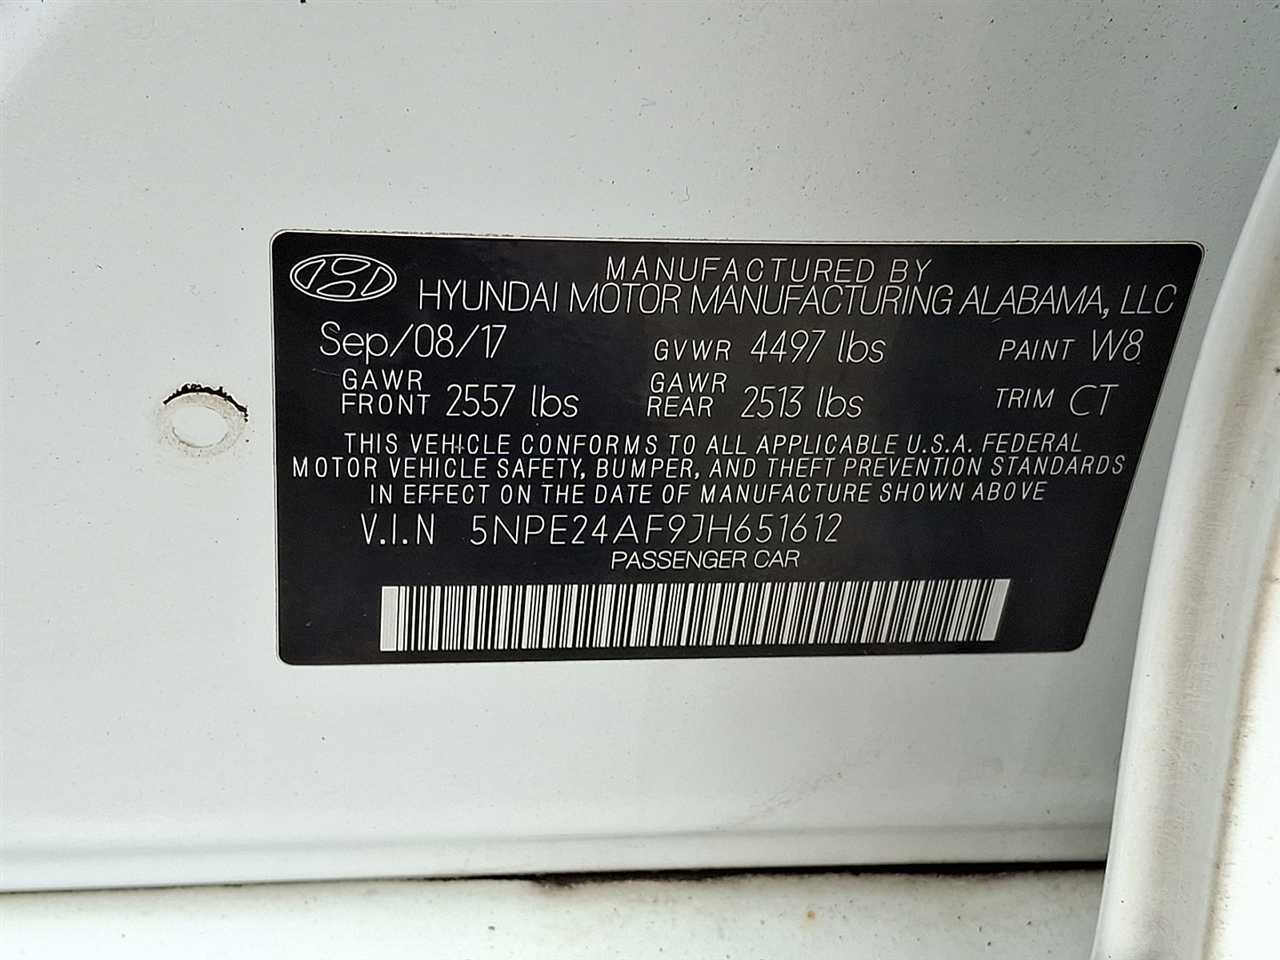 MANUFACTURED BY
HYUNDAI MOTOR MANUFACTURING ALABAMA, LLC
Sep/08/17 GVWR 4497 lbs PAINT W8
GAWR FRONT 2557 lbs GAWR REAR 2513 lbs TRIM CT
THIS VEHICLE CONFORMS TO ALL APPLICABLE U.S.A. FEDERAL
MOTOR VEHICLE SAFETY, BUMPER, AND THEFT PREVENTION STANDARDS
IN EFFECT ON THE DATE OF MANUFACTURE SHOWN ABOVE
V.I.N 5NPE24AF9JH651612
PASSENGER CAR